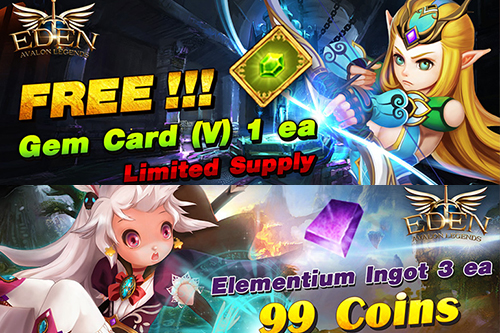 EDEN
AVALON LEGENDS
FREE !!!
Gem Card (V) 1 ea
Limited Supply
EDEN
AVALON LEGENDS
Elementium Ingot 3 ea
99 Coins